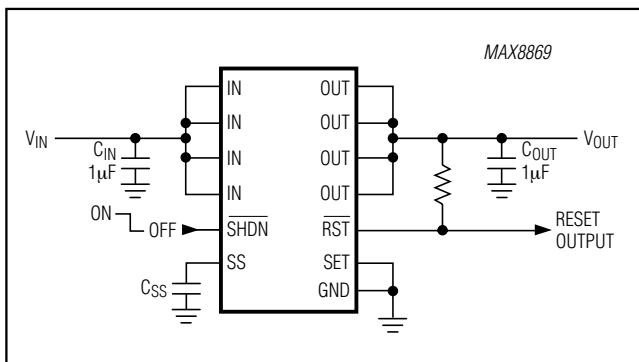 MAX8869
IN OUT
IN OUT
V_IN V_OUT
C_IN C_OUT
1μF 1μF
IN OUT
IN OUT
ON
OFF SHDN RST RESET
OUTPUT
SS SET
C_SS
GND